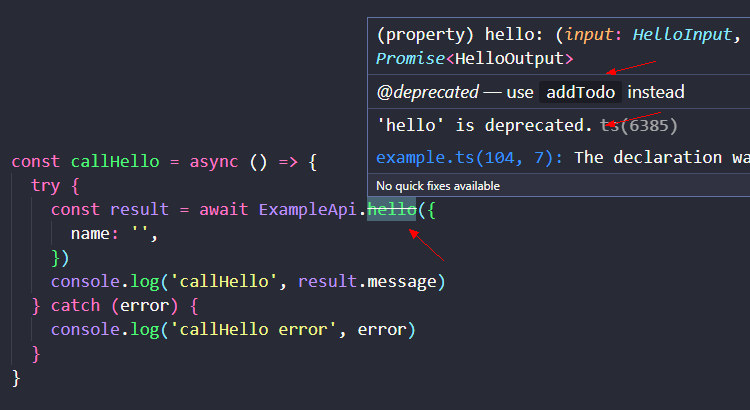 (property) hello: (input: HelloInput,
Promise<HelloOutput>
@deprecated — use addTodo instead
'hello' is deprecated. ts(6385)
example.ts(104, 7): The declaration wa
No quick fixes available
const callHello = async () => {
try {
const result = await ExampleApi.hello({
name: '',
})
console.log('callHello', result.message)
} catch (error) {
console.log('callHello error', error)
}
}